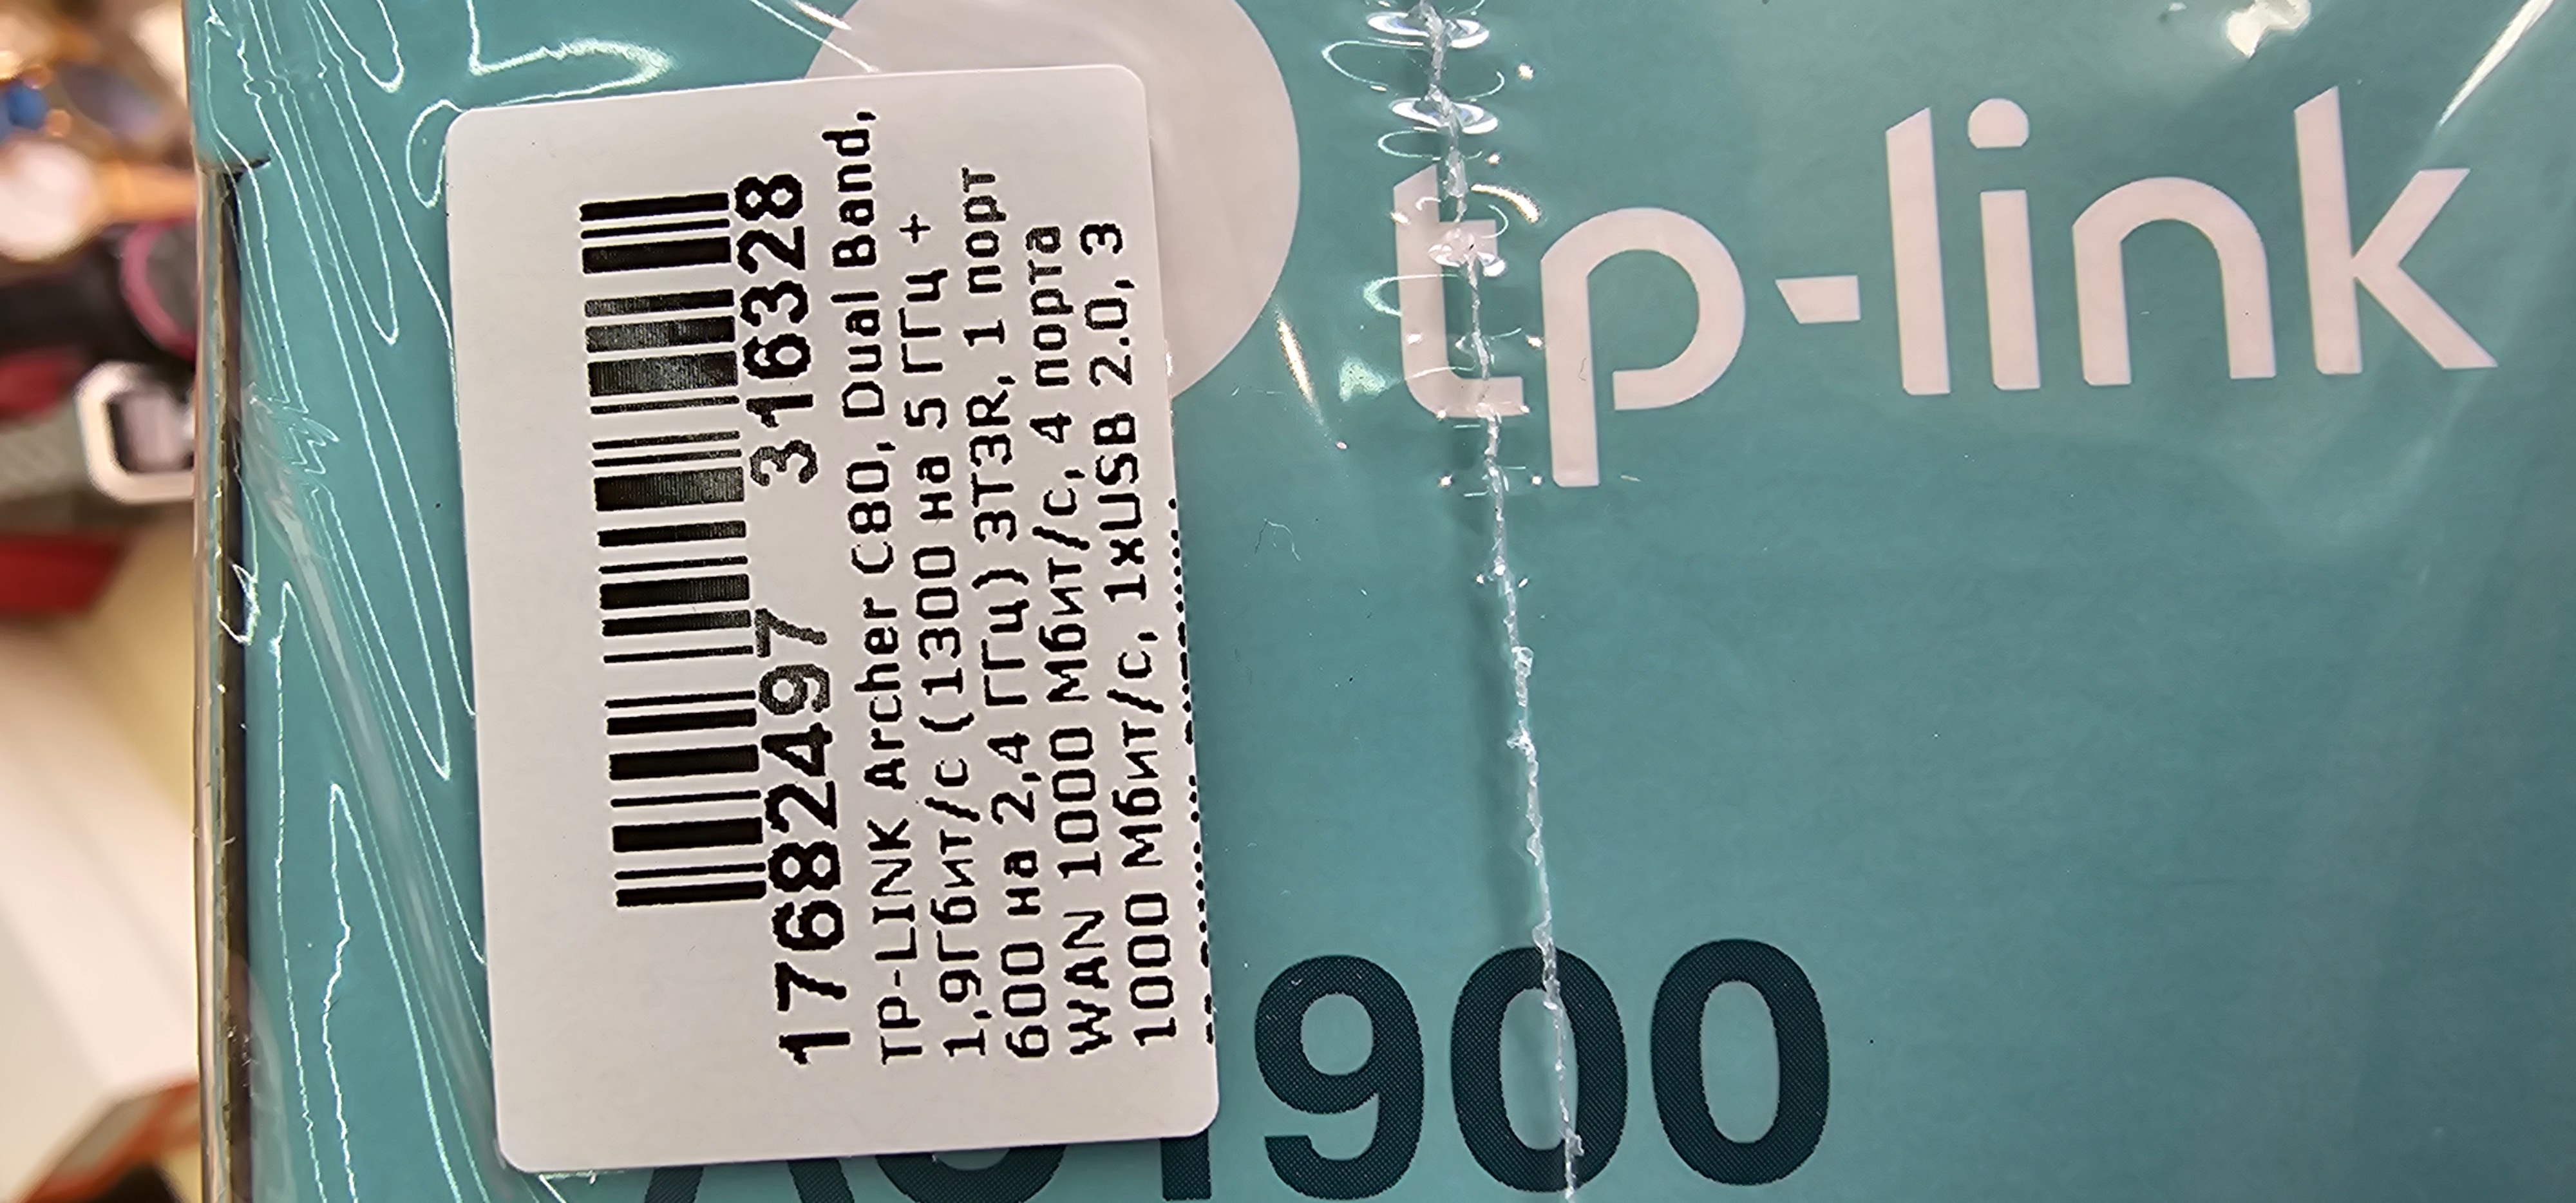 17682497 316328
TP-LINK Archer C80, Dual Band,
1,9Гбит/с (1300 на 5 ГГц +
600 на 2,4 ГГц) 3T3R, 1 порт
WAN 1000 Мбит/с, 4 порта
1000 Мбит/с, 1xUSB 2.0, 3
tp-link
AC1900